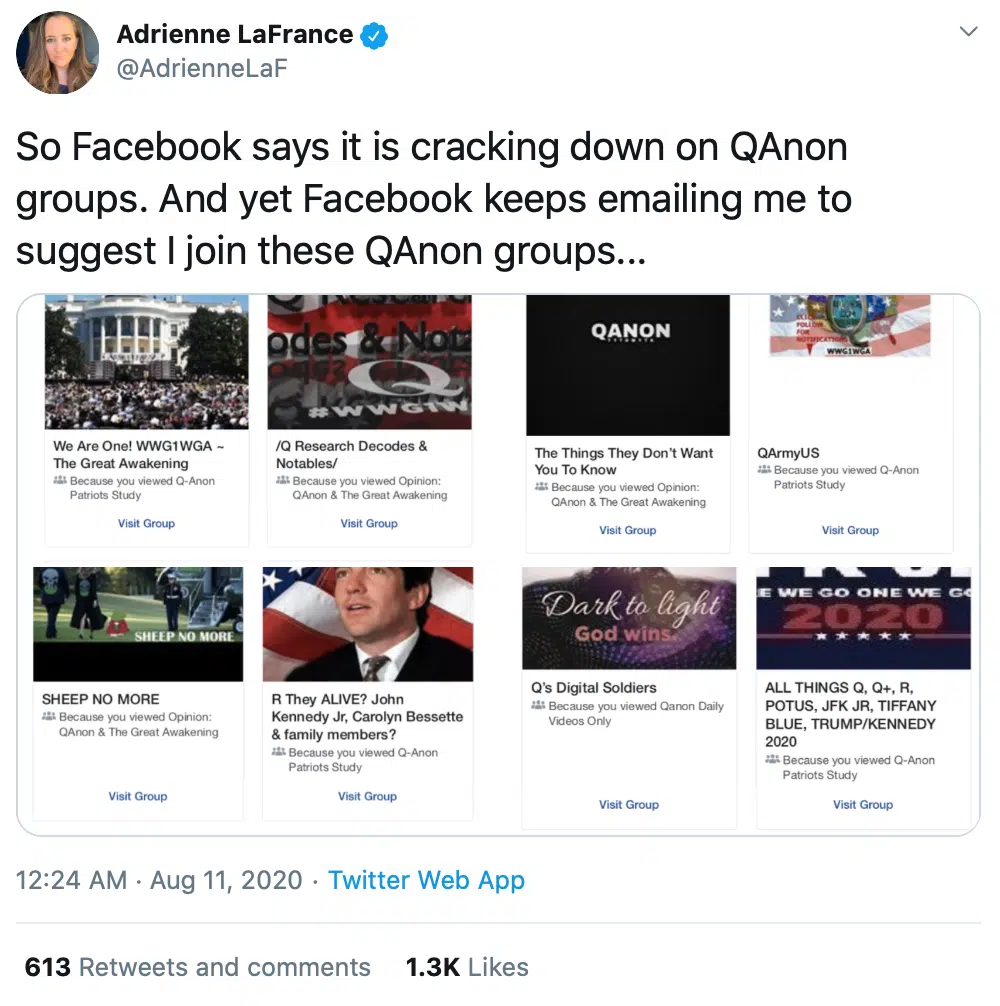 Adrienne LaFrance
@AdrienneLaF
So Facebook says it is cracking down on QAnon
groups. And yet Facebook keeps emailing me to
suggest I join these QAnon groups...
We Are One! WWG1WGA ~
The Great Awakening
Because you viewed Q-Anon
Patriots Study
Visit Group
odes & Not
Q
#WWG1W
/Q Research Decodes &
Notables/
Because you viewed Opinion:
QAnon & The Great Awakening
Visit Group
QANON
The Things They Don't Want
You To Know
Because you viewed Opinion:
QAnon & The Great Awakening
Visit Group
FOLLOW
FOR
NOTIFICATIONS
WWG1WGA
QArmyUS
Because you viewed Q-Anon
Patriots Study
Visit Group
SHEEP NO MORE
SHEEP NO MORE
Because you viewed Opinion:
QAnon & The Great Awakening
Visit Group
R They ALIVE? John
Kennedy Jr, Carolyn Bessette
& family members?
Because you viewed Q-Anon
Patriots Study
Visit Group
Dark to light
God wins.
Q's Digital Soldiers
Because you viewed Qanon Daily
Videos Only
Visit Group
E WE GO ONE WE GO
2020
ALL THINGS Q, Q+, R,
POTUS, JFK JR, TIFFANY
BLUE, TRUMP/KENNEDY
2020
Because you viewed Q-Anon
Patriots Study
Visit Group
12:24 AM · Aug 11, 2020 · Twitter Web App
613 Retweets and comments 1.3K Likes